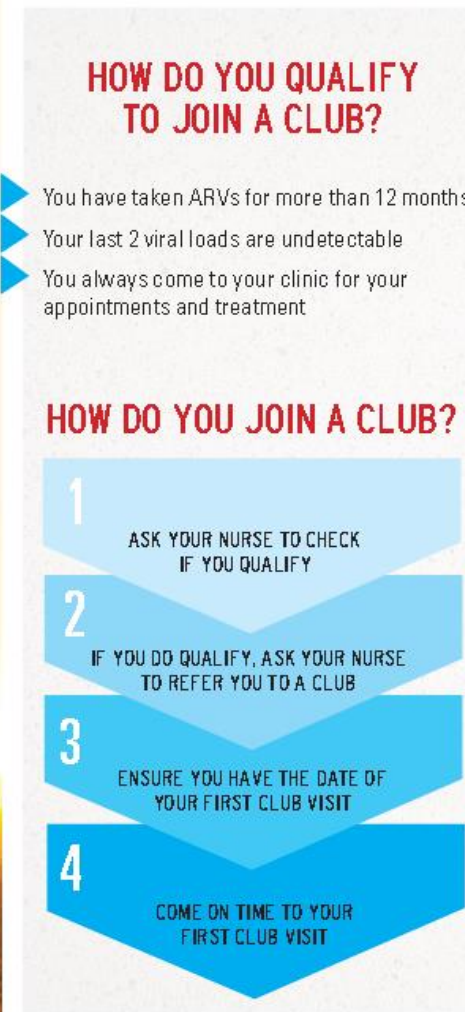 HOW DO YOU QUALIFY
TO JOIN A CLUB?
You have taken ARVs for more than 12 months
Your last 2 viral loads are undetectable
You always come to your clinic for your
appointments and treatment
HOW DO YOU JOIN A CLUB?
1
ASK YOUR NURSE TO CHECK
IF YOU QUALIFY
2
IF YOU DO QUALIFY, ASK YOUR NURSE
TO REFER YOU TO A CLUB
3
ENSURE YOU HAVE THE DATE OF
YOUR FIRST CLUB VISIT
4
COME ON TIME TO YOUR
FIRST CLUB VISIT